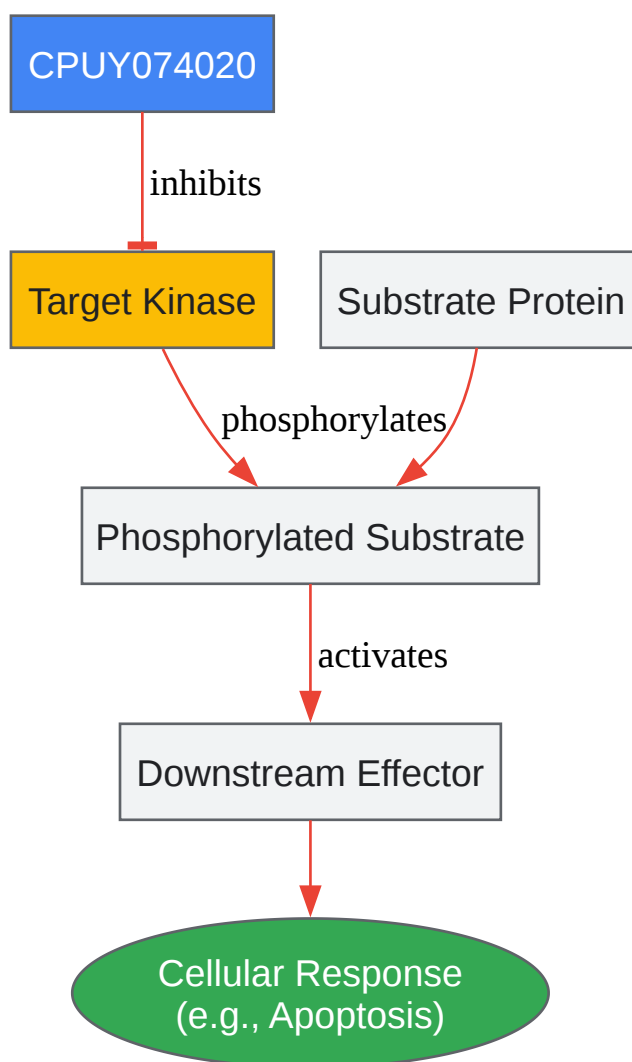 CPUY074020
inhibits
Target Kinase
Substrate Protein
phosphorylates
Phosphorylated Substrate
activates
Downstream Effector
Cellular Response
(e.g., Apoptosis)